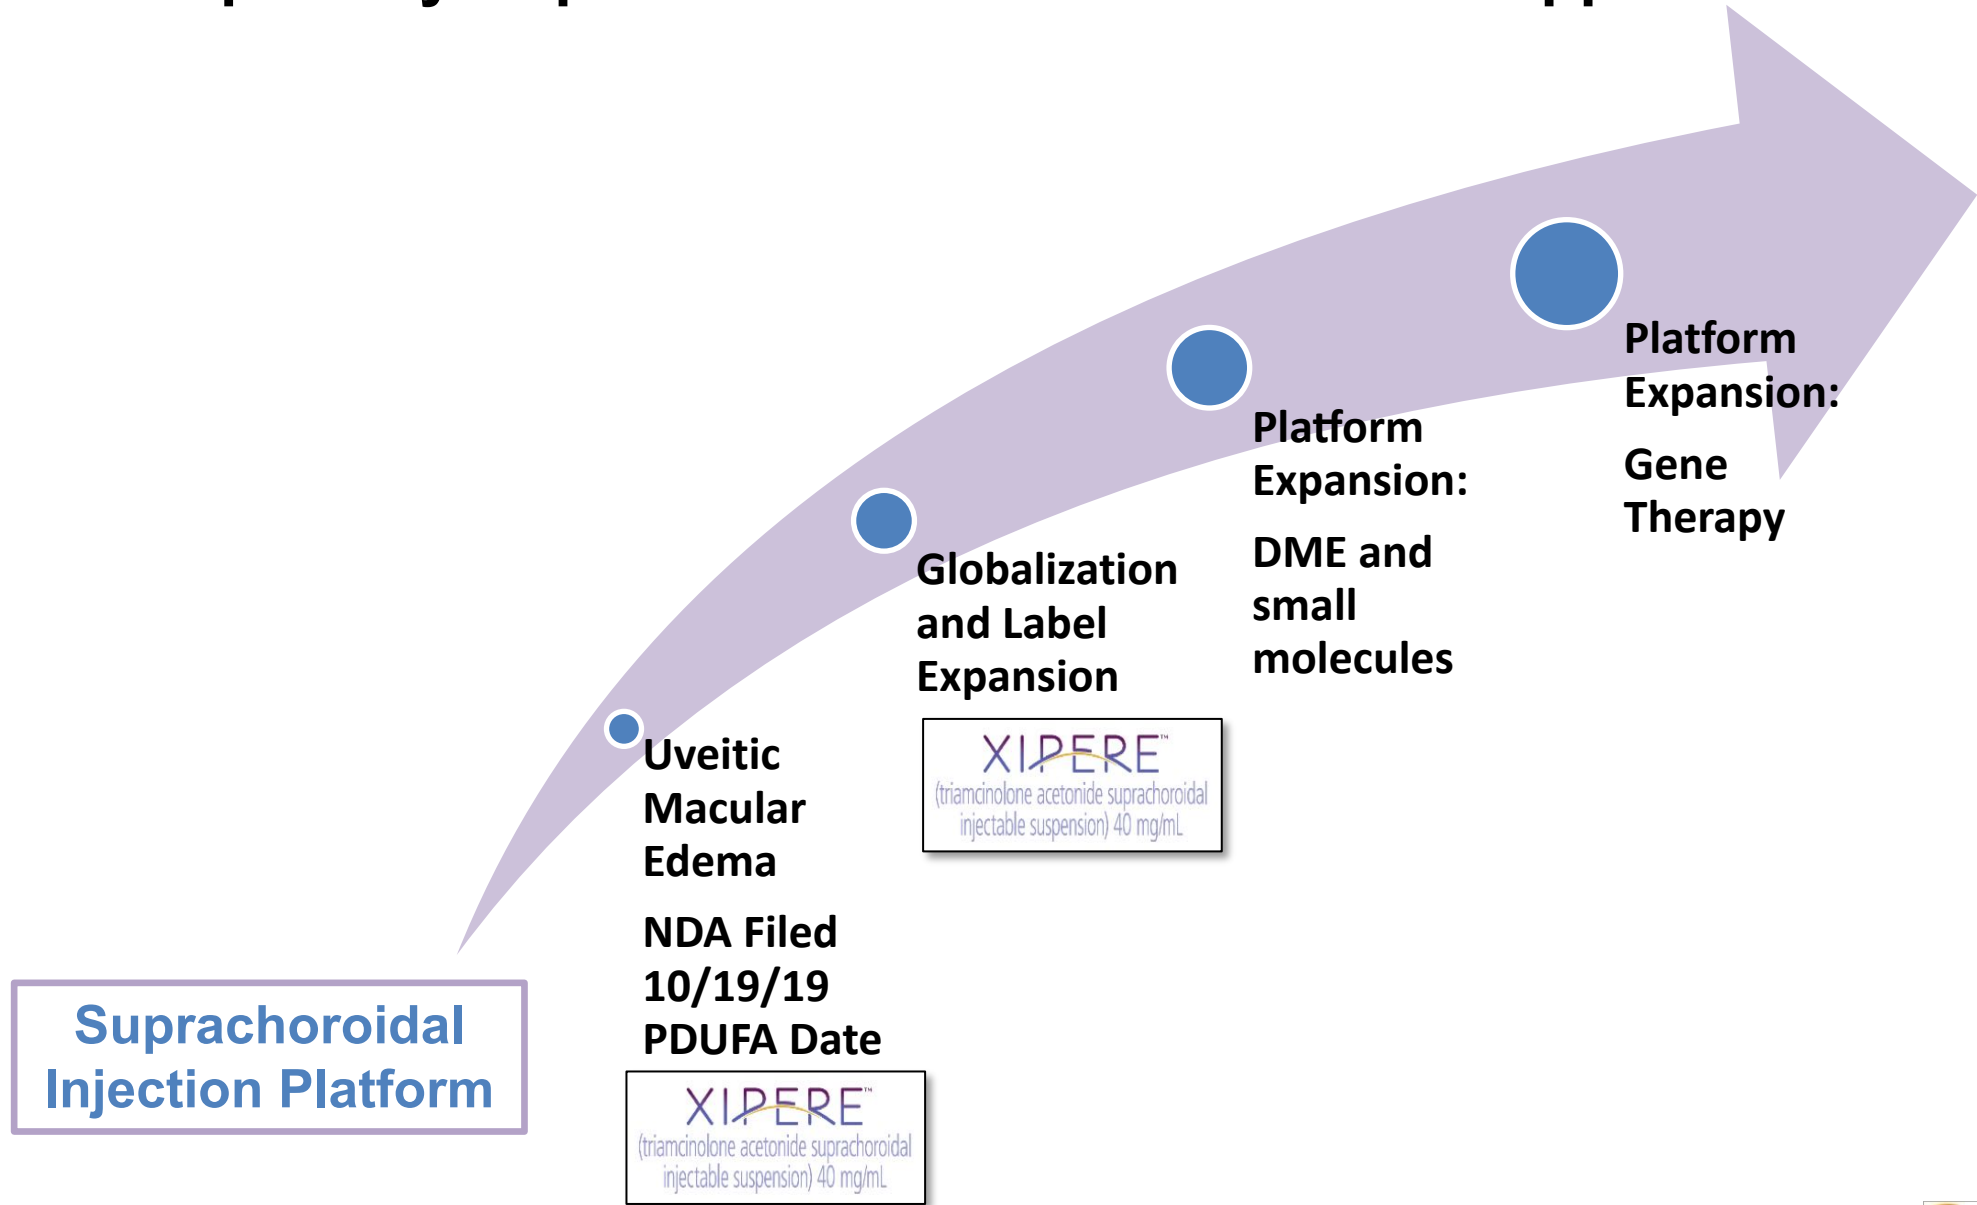 Suprachoroidal
Injection Platform
Uveitic
Macular
Edema
NDA Filed
10/19/19
PDUFA Date
XIPERE™
(triamcinolone acetonide suprachoroidal
injectable suspension) 40 mg/mL
Globalization
and Label
Expansion
XIPERE™
(triamcinolone acetonide suprachoroidal
injectable suspension) 40 mg/mL
Platform
Expansion:
DME and
small
molecules
Platform
Expansion:
Gene
Therapy